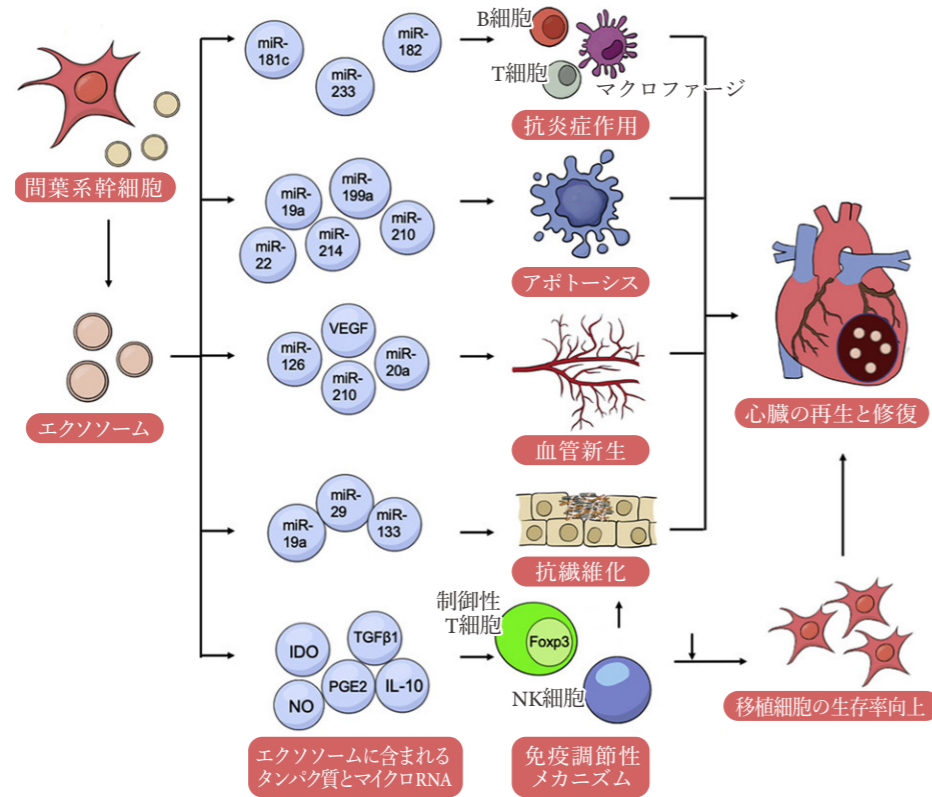 miR-
181c
miR-
182
miR-
233
B細胞
T細胞
マクロファージ
抗炎症作用
間葉系幹細胞
miR-
19a
miR-
199a
miR-
22
miR-
214
miR-
210
アポトーシス
VEGF
miR-
126
miR-
20a
miR-
210
血管新生
エクソソーム
心臓の再生と修復
miR-
29
miR-
19a
miR-
133
抗繊維化
IDO
TGFβ1
NO
PGE2
IL-10
制御性
T細胞
Foxp3
NK細胞
移植細胞の生存率向上
エクソソームに含まれる
タンパク質とマイクロRNA
免疫調節性
メカニズム